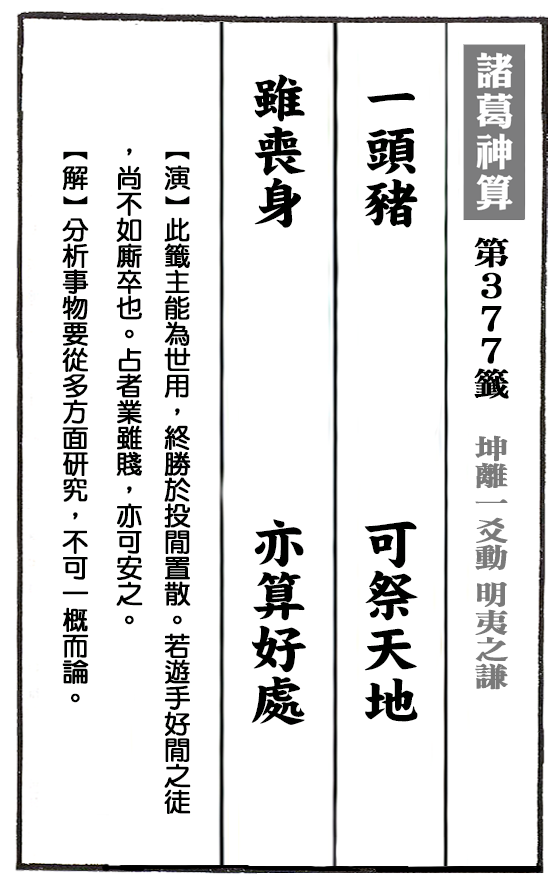 諸葛神算 第３７７籤 坤離一爻動 明夷之謙
一頭豬 可祭天地
雖喪身 亦算好處
【演】此籤主能為世用，終勝於投閒置散。若遊手好閒之徒
，尚不如廝卒也。占者業雖賤，亦可安之。
【解】分析事物要從多方面研究，不可一概而論。